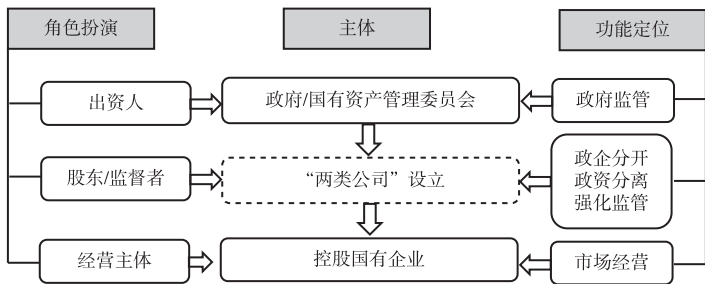 角色扮演
主体
功能定位
出资人
政府/国有资产管理委员会
政府监管
股东/监督者
“两类公司”设立
政企分开
政资分离
强化监管
经营主体
控股国有企业
市场经营